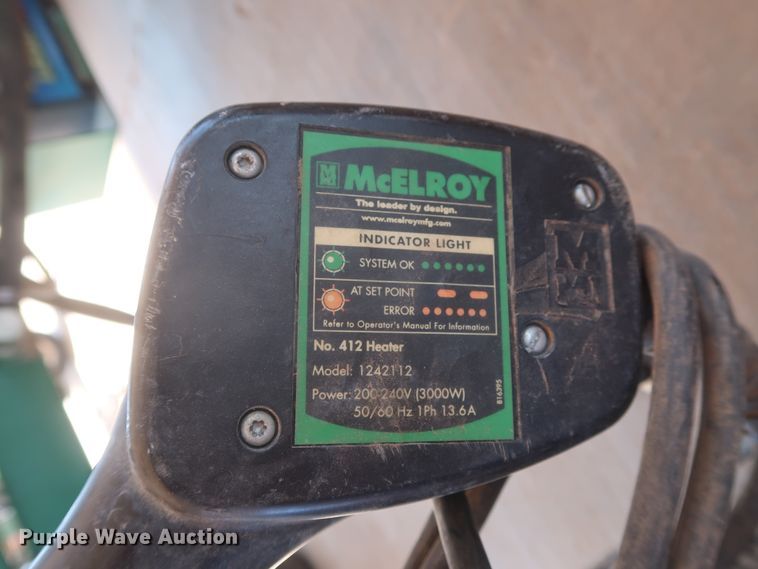 McELROY
The leader by design.
www.mcelroymfg.com
INDICATOR LIGHT
SYSTEM OK
AT SET POINT
ERROR
Refer to Operator's Manual For Information
No. 412 Heater
Model: 1242112
Power: 200-240V (3000W)
50/60 Hz 1Ph 13.6A
816395
Purple Wave Auction